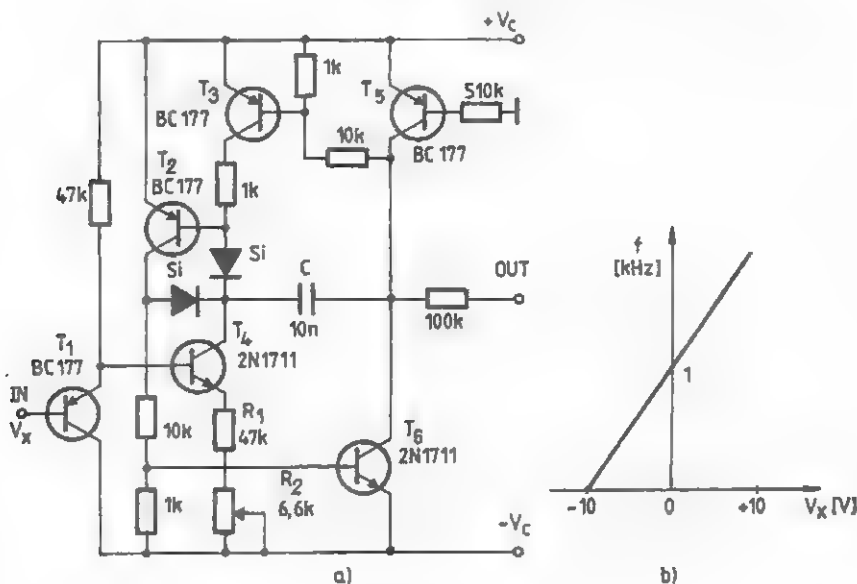 +V_C
1k
T_3
BC 177
T_5
510k
BC 177
10k
T_2
BC 177
1k
47k
Si
Si
C
10n
OUT
100k
T_4
2N1711
T_1
BC 177
IN
V_X
R_1
47k
10k
T_6
2N1711
R_2
6,6k
1k
-V_C
a)
f
[kHz]
1
-10
0
+10
V_X [V]
b)